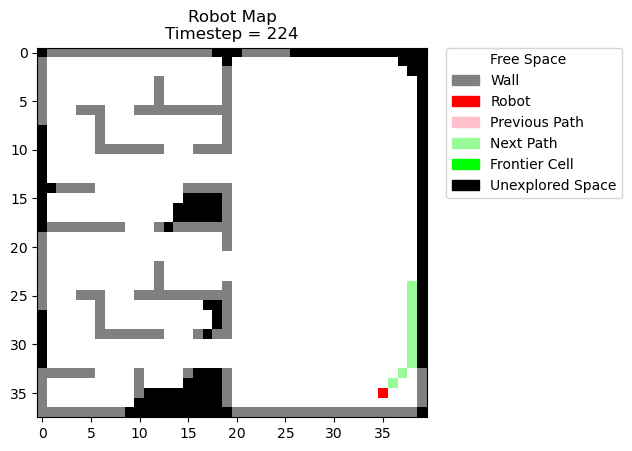 Robot Map
Timestep = 224
0
5
10
15
20
25
30
35
0
5
10
15
20
25
30
35
Free Space
Wall
Robot
Previous Path
Next Path
Frontier Cell
Unexplored Space